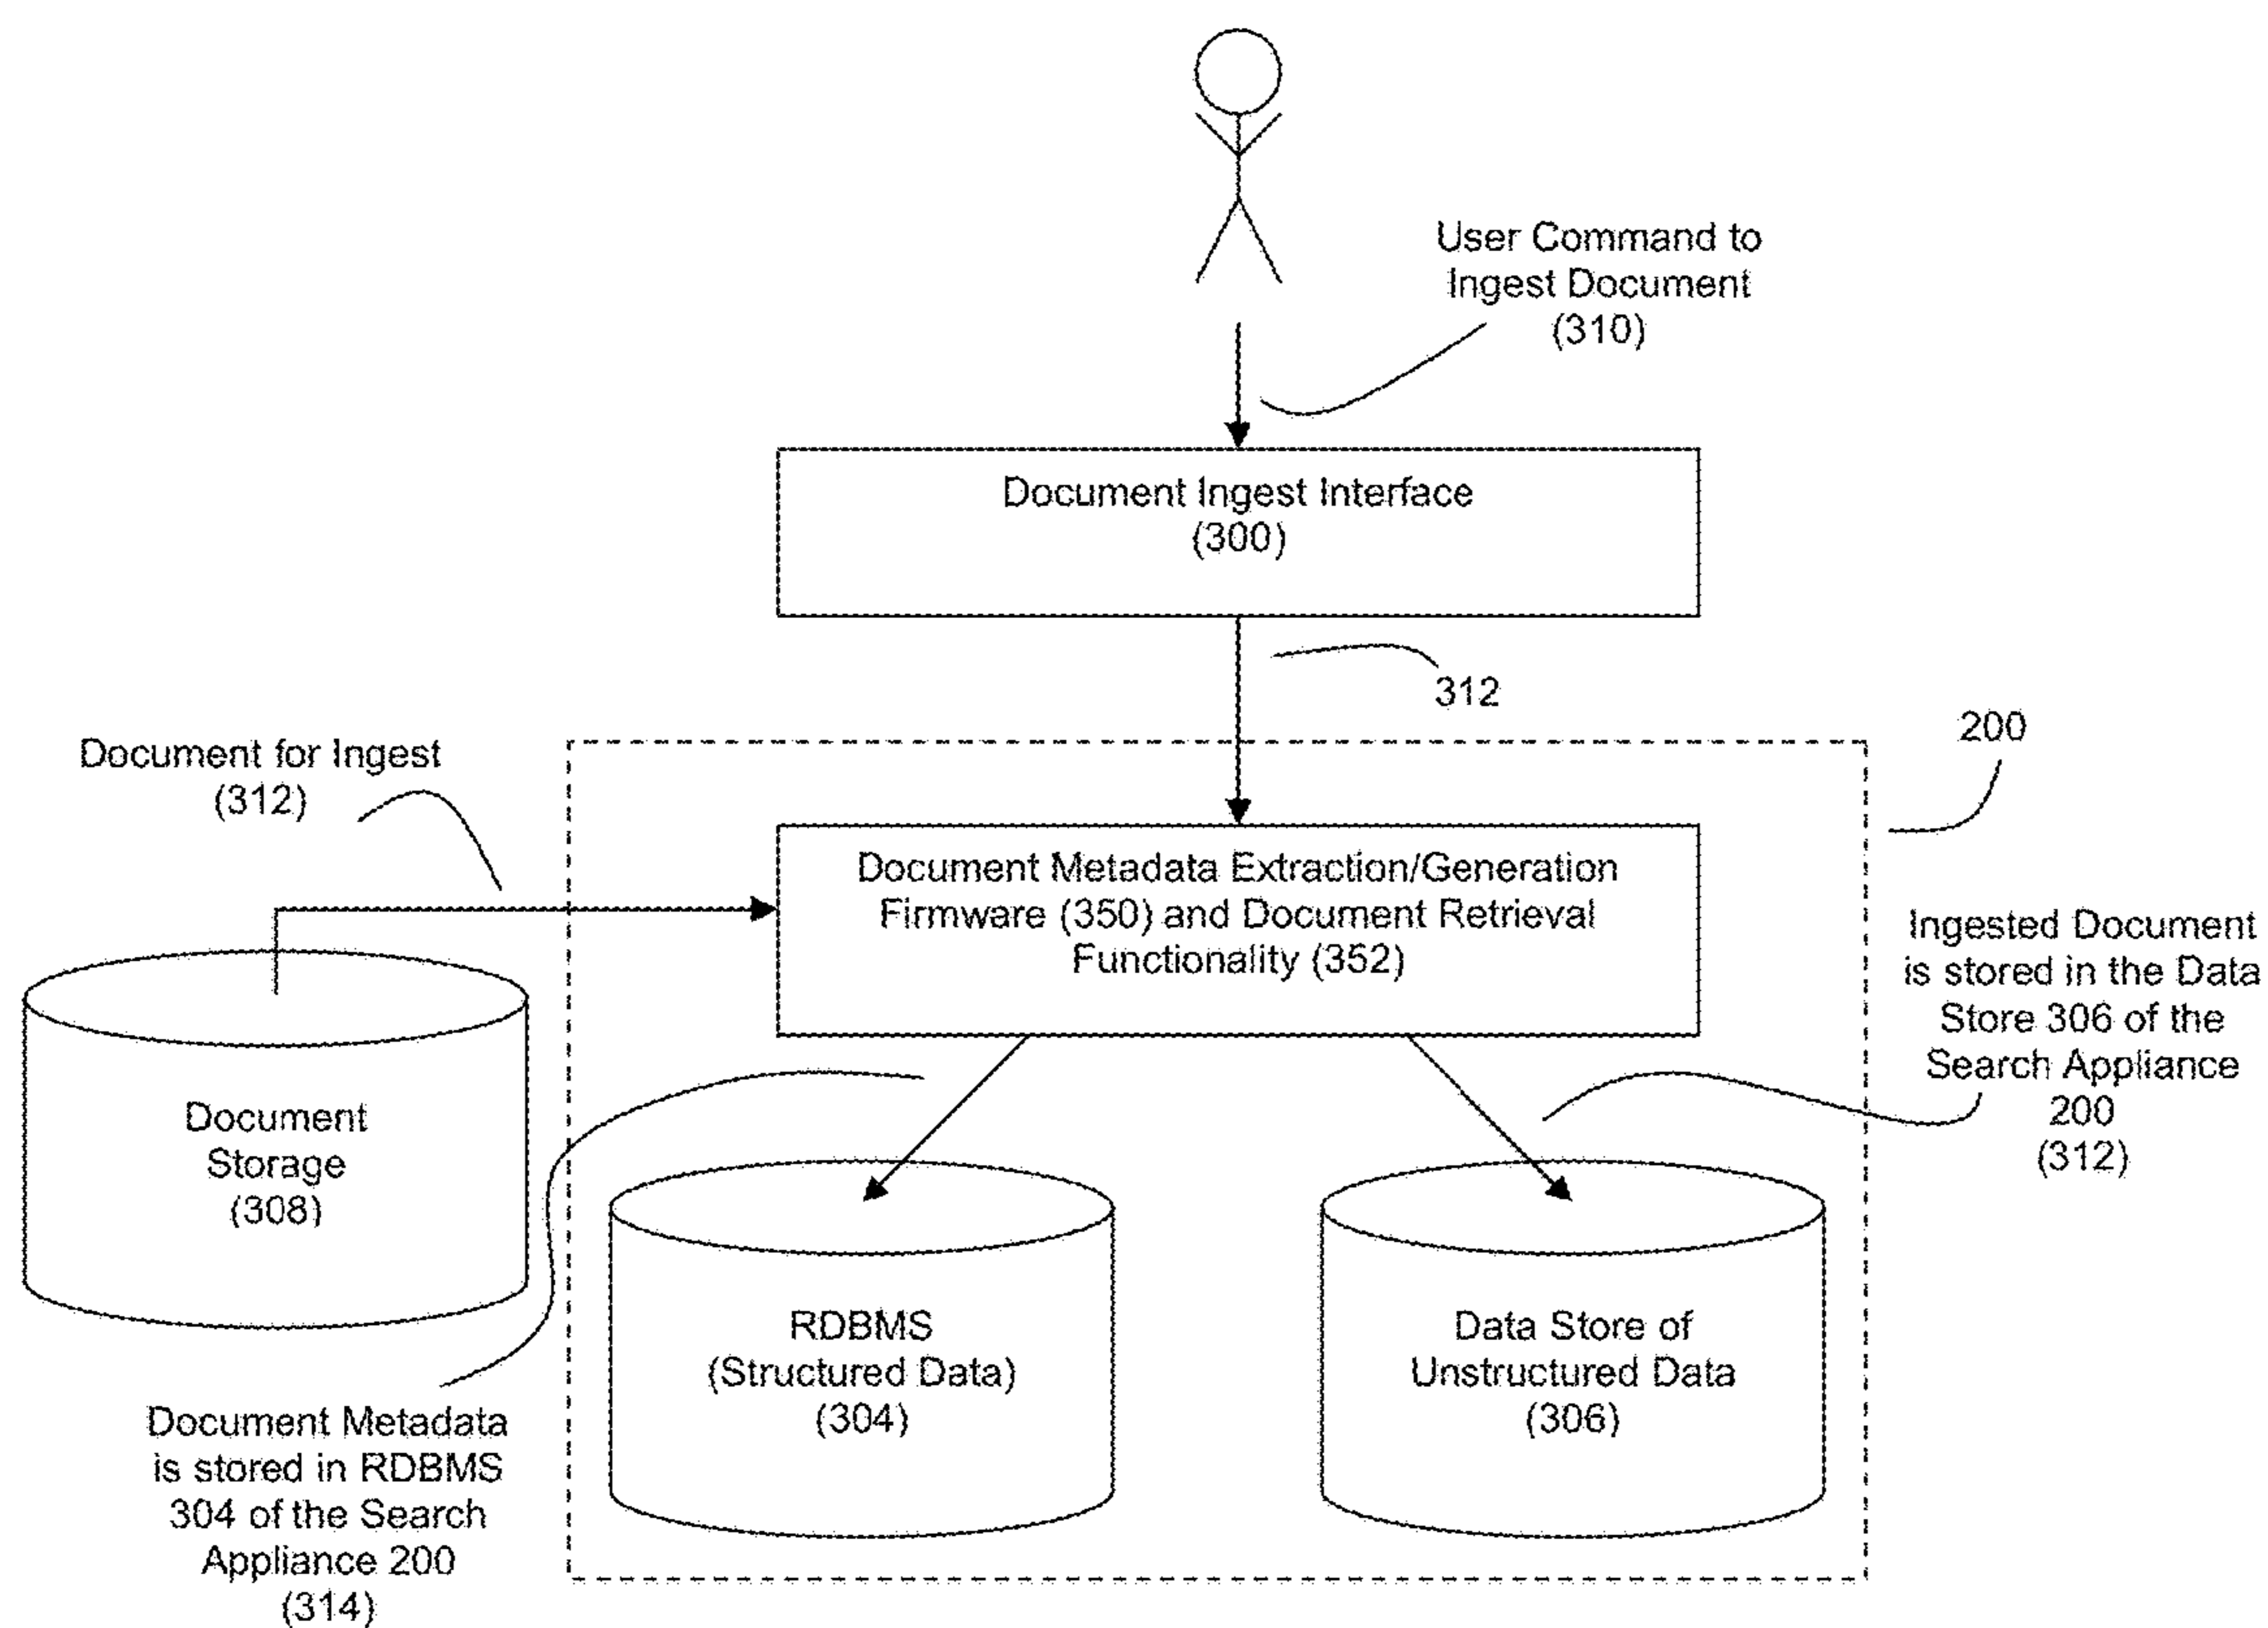 User Command to
Ingest Document
(310)
Document Ingest Interface
(300)
312
200
Document for Ingest
(312)
Document Metadata Extraction/Generation
Firmware (350) and Document Retrieval
Functionality (352)
Ingested Document
is stored in the Data
Store 306 of the
Search Appliance
200
(312)
Document
Storage
(308)
RDBMS
(Structured Data)
(304)
Data Store of
Unstructured Data
(306)
Document Metadata
is stored in RDBMS
304 of the Search
Appliance 200
(314)